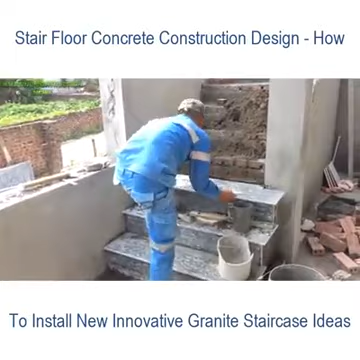 Stair Floor Concrete Construction Design - How
To Install New Innovative Granite Staircase Ideas